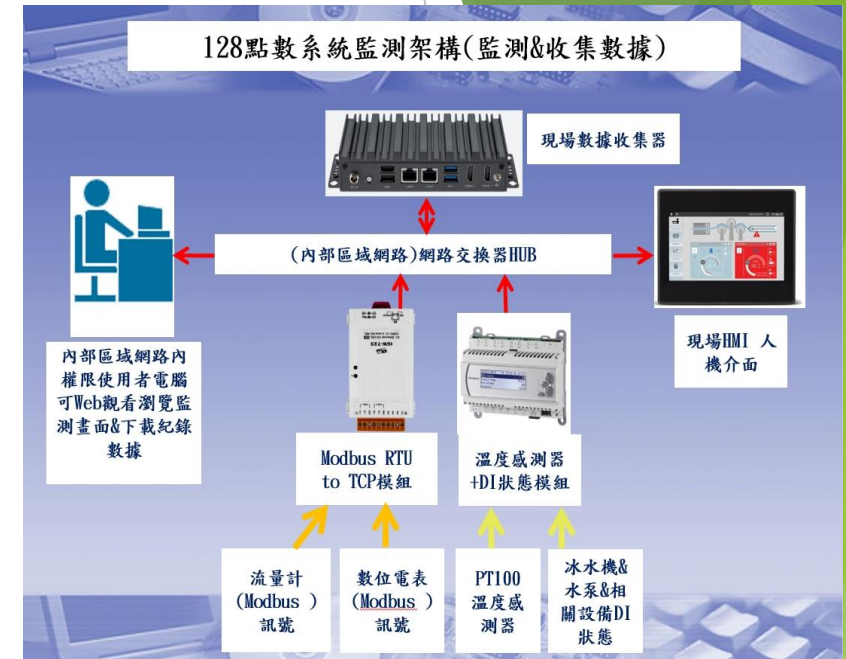 128點數系統監測架構(監測&收集數據)
現場數據收集器
(內部區域網路)網路交換器HUB
內部區域網路內
權限使用者電腦
可Web觀看瀏覽監
測畫面&下載紀錄
數據
現場HMI 人
機介面
Modbus RTU
to TCP模組
溫度感測器
+DI狀態模組
流量計
(Modbus )
訊號
數位電表
(Modbus )
訊號
PT100
溫度感
測器
冰水機&
水泵&相
關設備DI
狀態